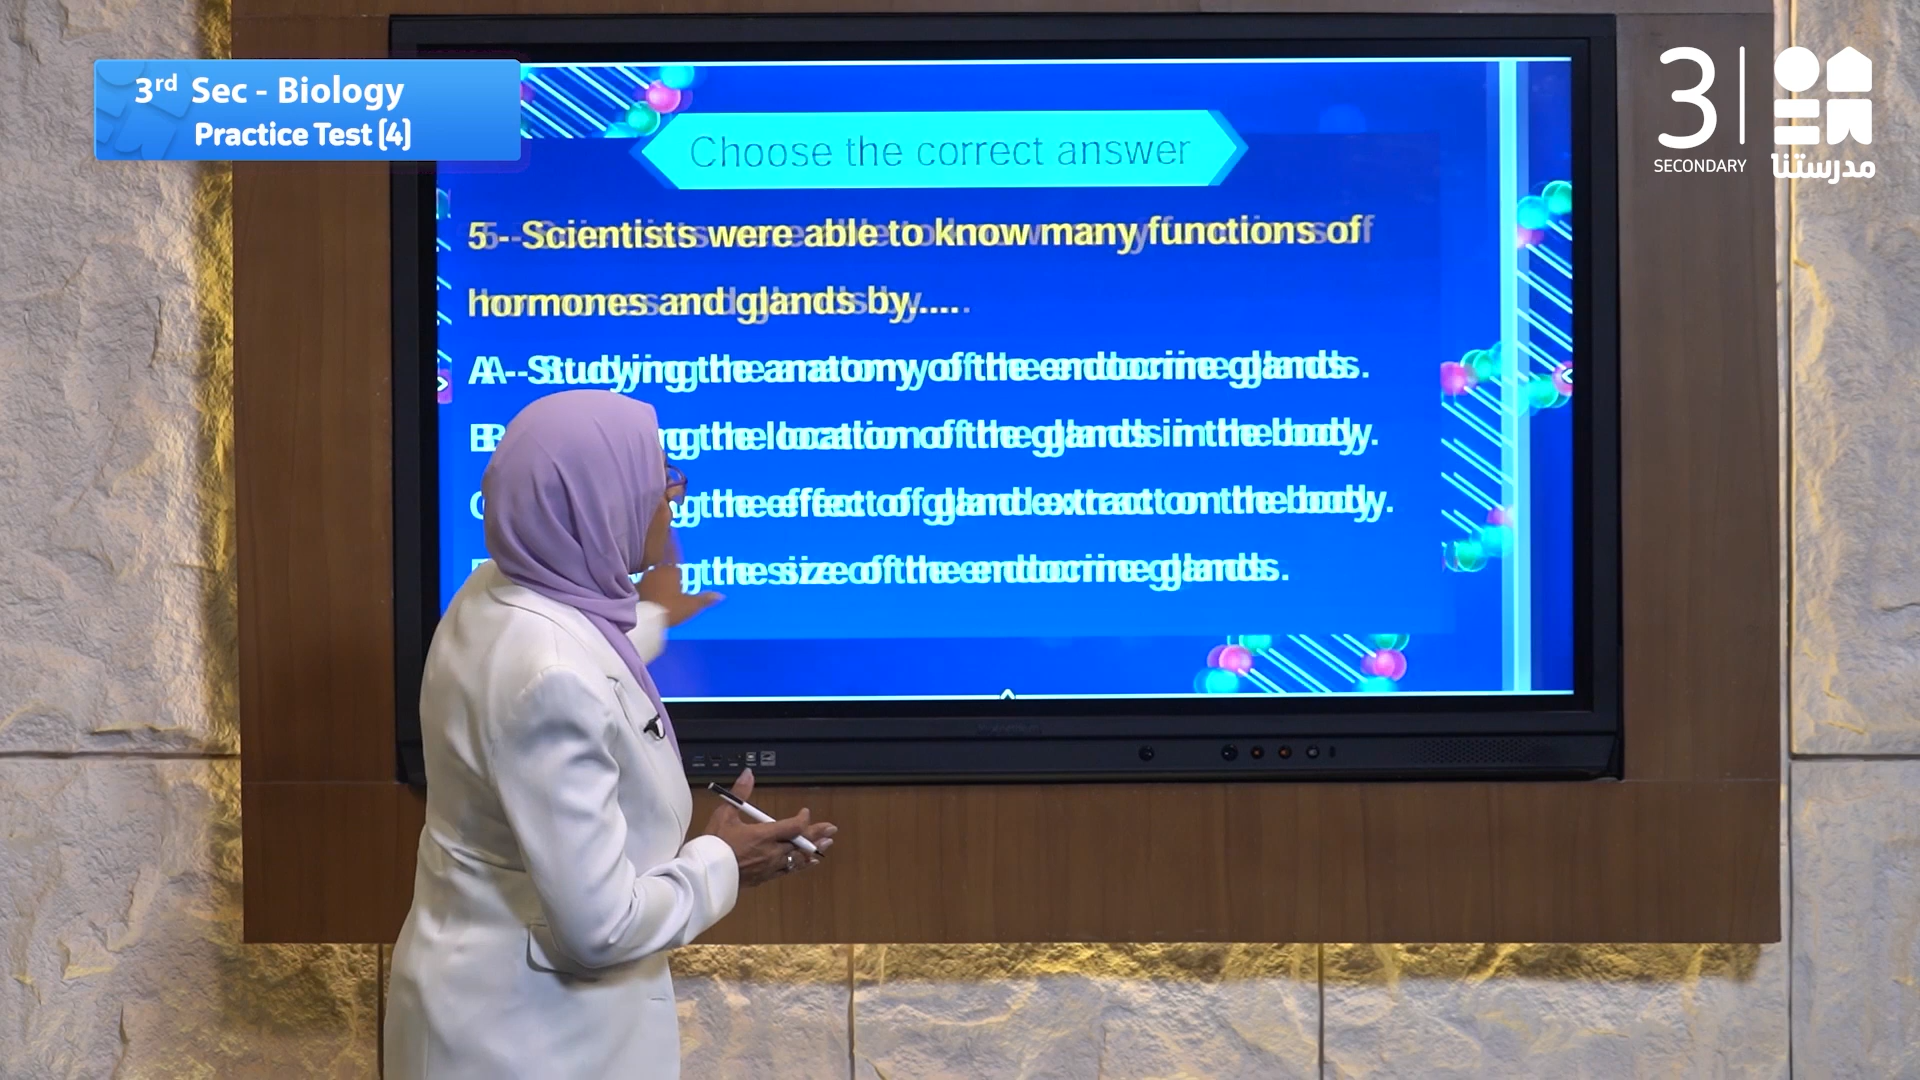 3rd Sec - Biology
Practice Test (4)
3
SECONDARY
مدرستنا
Choose the correct answer
5 - Scientists were able to know many functions of
hormones and glands by.....
A - Studying the anatomy of the endocrine glands.
B the location of the glands in the body.
C the effect of gland extract on the body.
the size of the endocrine glands.